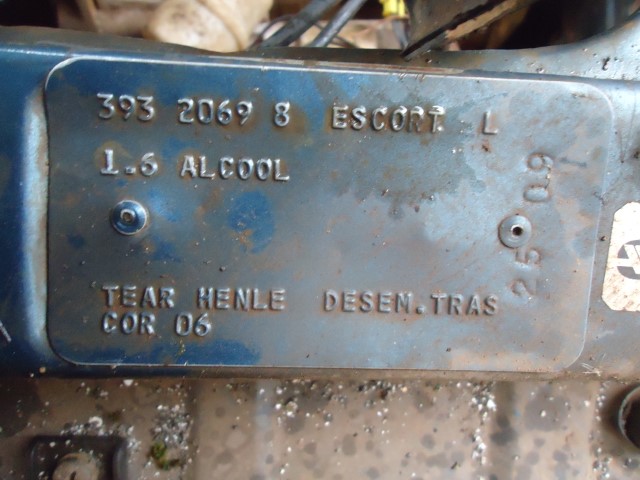 393 2069 8 ESCORT L
1.6 ALCOOL
25 09
TEAR HENLE DESEM.TRAS
COR 06